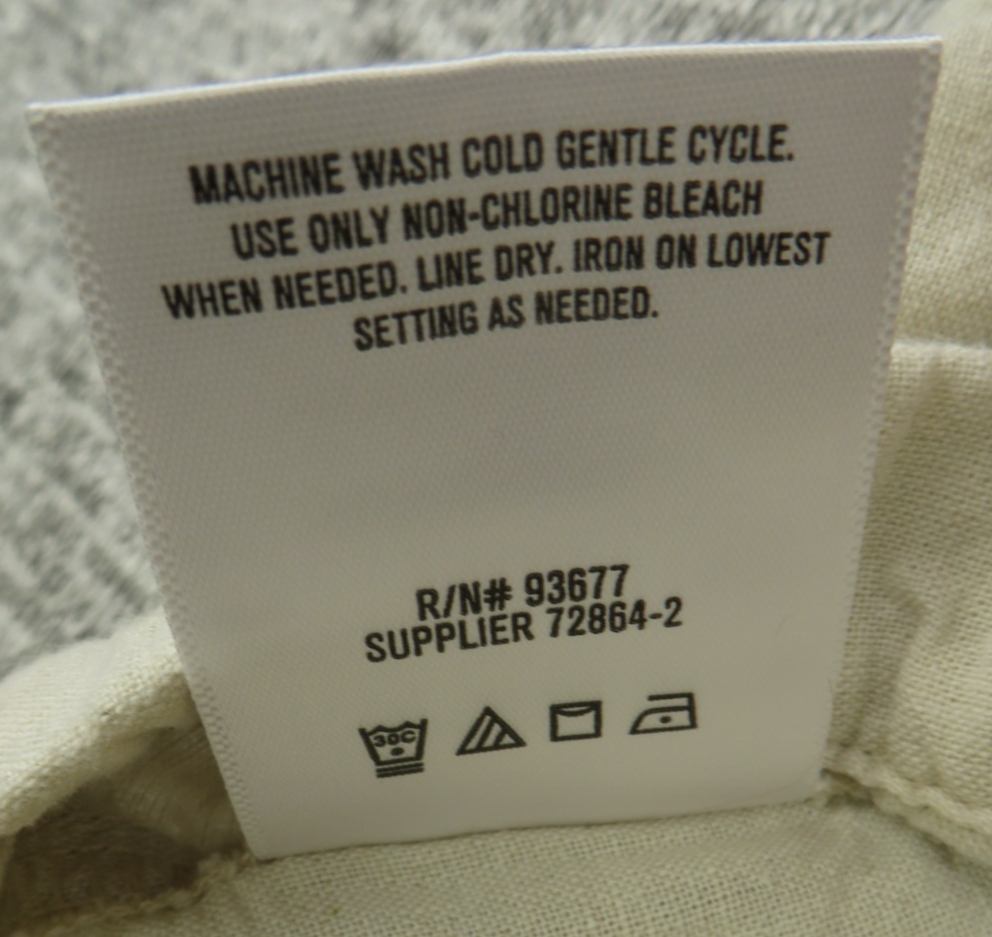 MACHINE WASH COLD GENTLE CYCLE.
USE ONLY NON-CHLORINE BLEACH
WHEN NEEDED. LINE DRY. IRON ON LOWEST
SETTING AS NEEDED.
R/N# 93677
SUPPLIER 72864-2
30C